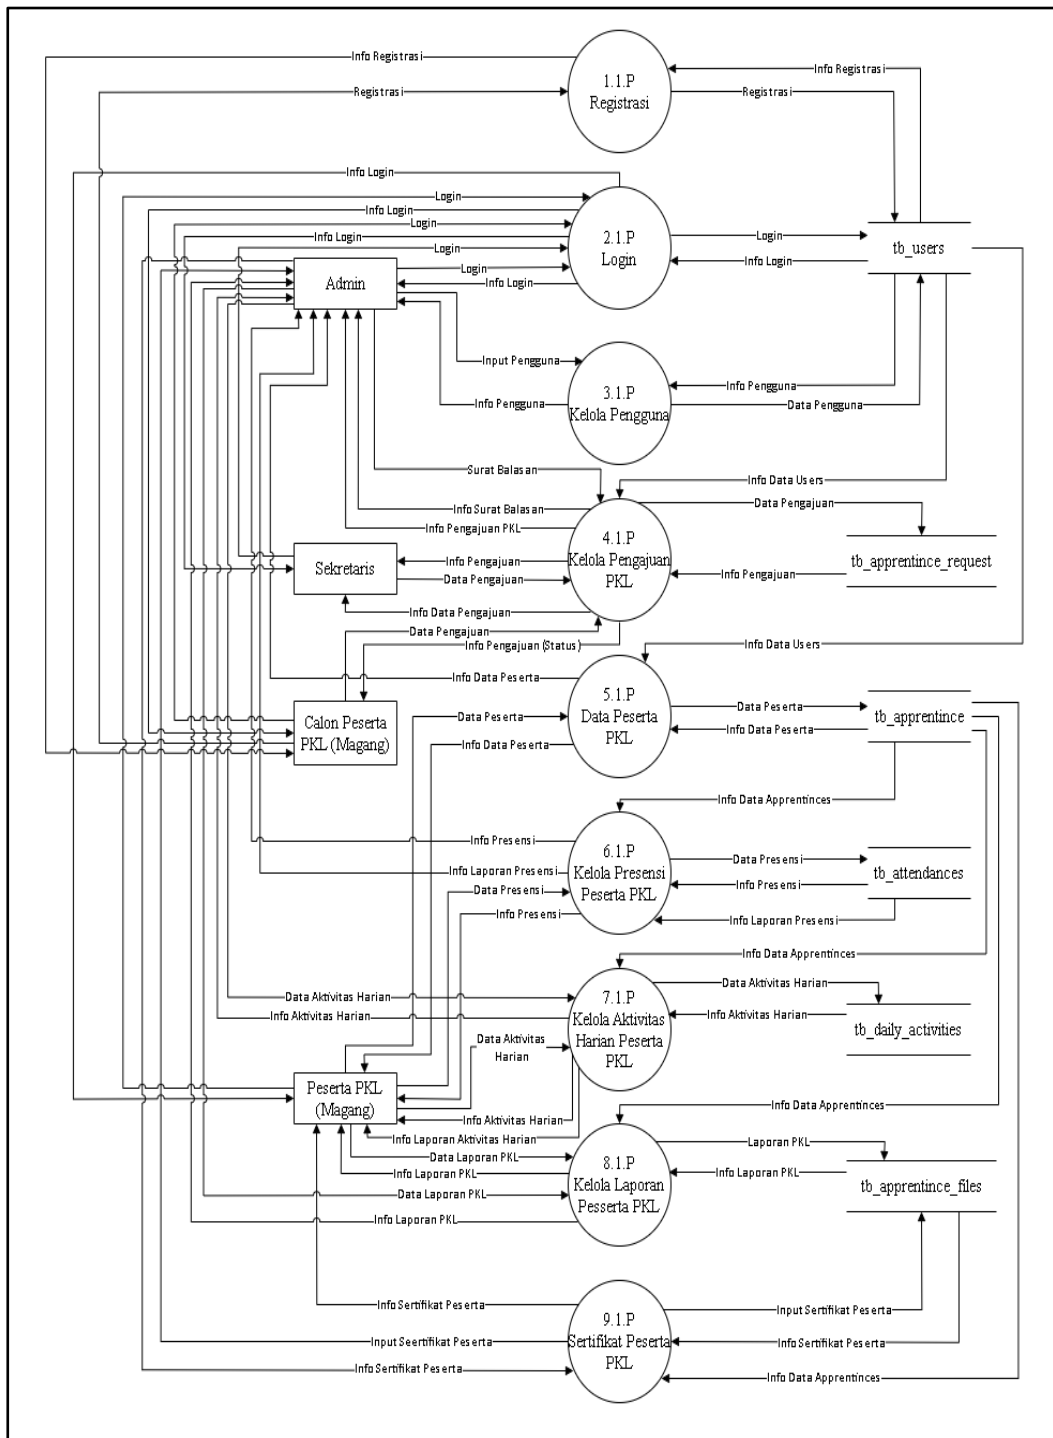 Info Registrasi
Info Registrasi
1.1.P
Registrasi
Registrasi
Registrasi
Info Login
Login
Info Login
Login
Info Login
Login
2.1.P
Login
Login
Info Login
tb_users
Admin
Login
Info Login
Input Pengguna
3.1.P
Kelola Pengguna
Info Pengguna
Info Pengguna
Data Pengguna
Surat Balasan
Info Data Users
Info Surat Balasan
Data Pengajuan
Info Pengajuan PKL
4.1.P
Kelola Pengajuan
PKL
tb_apprentince_request
Sekretaris
Info Pengajuan
Info Pengajuan
Data Pengajuan
Info Data Pengajuan
Data Pengajuan
Info Pengajuan (Status)
Info Data Users
Info Data Peserta
5.1.P
Data Peserta
PKL
Calon Peserta
PKL (Magang)
Data Peserta
Data Peserta
tb_apprentince
Info Data Peserta
Info Data Peserta
Info Data Apprentinces
Info Presensi
6.1.P
Kelola Presensi
Peserta PKL
Data Presensi
tb_attendances
Info Laporan Presensi
Info Presensi
Data Presensi
Info Presensi
Info Laporan Presensi
Info Data Apprentinces
Data Aktivitas Harian
Data Aktivitas Harian
7.1.P
Kelola Aktivitas
Harian Peserta
PKL
Info Aktivitas Harian
Info Aktivitas Harian
tb_daily_activities
Data Aktivitas
Harian
Peserta PKL
(Magang)
Info Aktivitas Harian
Info Data Apprentinces
Info Laporan Aktivitas Harian
Laporan PKL
Data Laporan PKL
8.1.P
Kelola Laporan
Pesserta PKL
Info Laporan PKL
Info Laporan PKL
tb_apprentince_files
Data Laporan PKL
Info Laporan PKL
Info Sertifikat Peserta
9.1.P
Sertifikat Peserta
PKL
Input Sertifikat Peserta
Input Seertifikat Peserta
Info Sertifikat Peserta
Info Sertifikat Peserta
Info Data Apprentinces